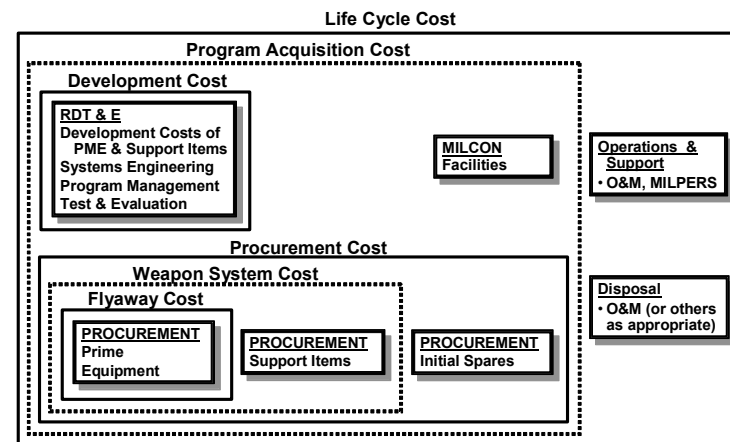 Life Cycle Cost
Program Acquisition Cost
Development Cost
RDT & E
Development Costs of
PME & Support Items
Systems Engineering
Program Management
Test & Evaluation
MILCON
Facilities
Operations &
Support
• O&M, MILPERS
Procurement Cost
Weapon System Cost
Flyaway Cost
PROCUREMENT
Prime
Equipment
PROCUREMENT
Support Items
PROCUREMENT
Initial Spares
Disposal
• O&M (or others
as appropriate)